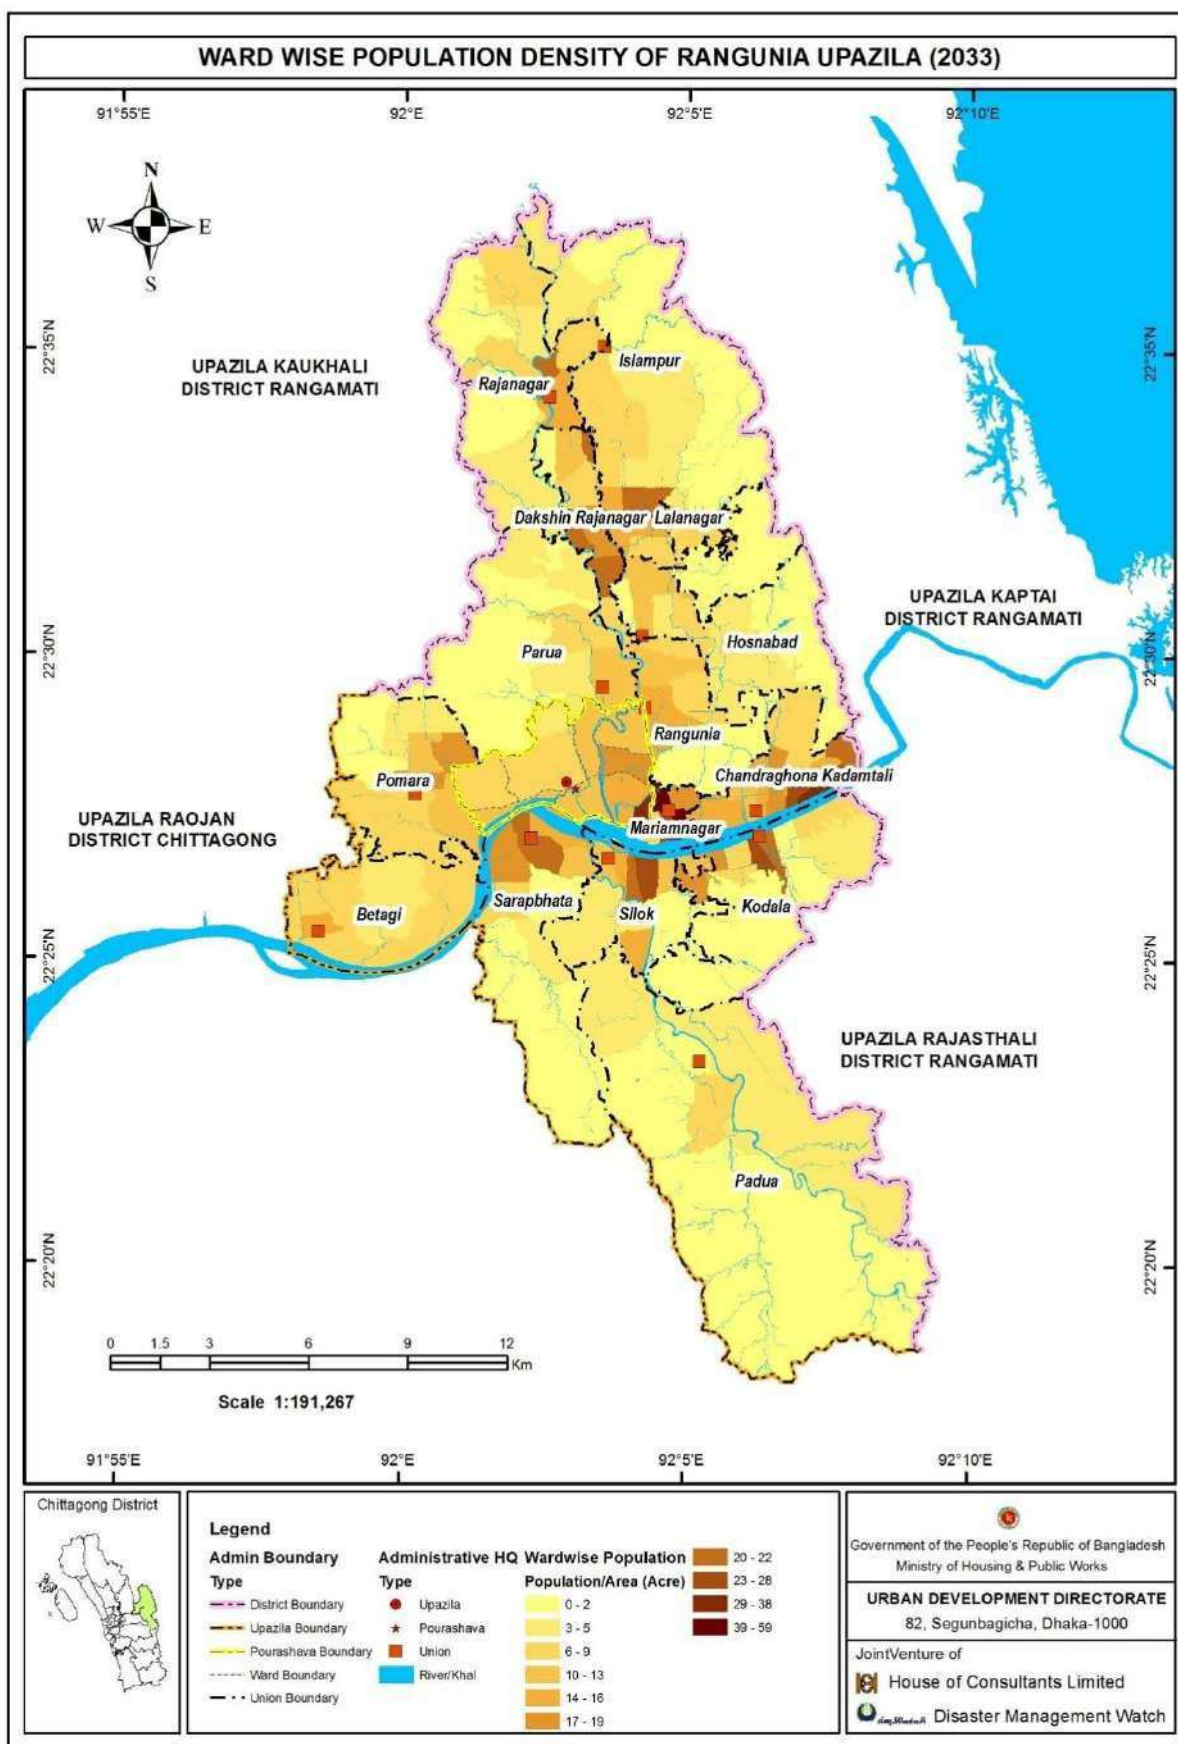 WARD WISE POPULATION DENSITY OF RANGUNIA UPAZILA (2033)
91°55'E 92°E 92°5'E 92°10'E
N
W E
S
22°35'N 22°35'N
UPAZILA KAUKHALI
DISTRICT RANGAMATI
Islampur
Rajanagar
Dakshin Rajanagar Lalanagar
UPAZILA KAPTAI
DISTRICT RANGAMATI
22°30'N 22°30'N
Hosnabad
Parua
Rangunia
Pomara
Chandraghona Kadamtali
UPAZILA RAOJAN
DISTRICT CHITTAGONG
Mariamnagar
Betagi
Sarapbhata
Silok
Kodala
22°25'N 22°25'N
UPAZILA RAJASTHALI
DISTRICT RANGAMATI
Padua
22°20'N 22°20'N
0 1.5 3 6 9 12
Km
Scale 1:191,267
91°55'E 92°E 92°5'E 92°10'E
Chittagong District
Legend
Admin Boundary
Type
District Boundary
Upazila Boundary
Pourashava Boundary
Ward Boundary
Union Boundary
Administrative HQ
Type
Upazila
Pourashava
Union
River/Khal
Wardwise Population
Population/Area (Acre)
0 - 2
3 - 5
6 - 9
10 - 13
14 - 16
17 - 19
20 - 22
23 - 28
29 - 38
39 - 59
Government of the People's Republic of Bangladesh
Ministry of Housing & Public Works
URBAN DEVELOPMENT DIRECTORATE
82, Segunbagicha, Dhaka-1000
JointVenture of
House of Consultants Limited
Disaster Management Watch